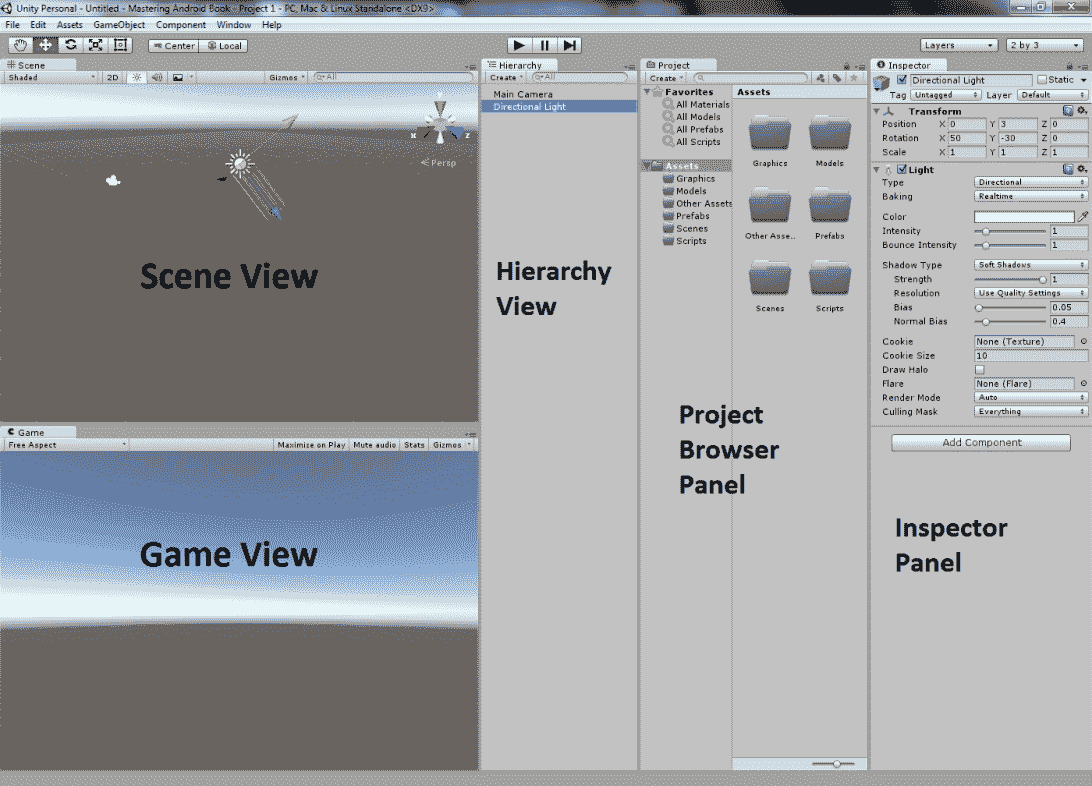 Unity Personal - Untitled - Mastering Android Book - Project 1 - PC, Mac & Linux Standalone <DX9>
File Edit Assets GameObject Component Window Help
Center Local
Layers 2 by 3
Scene
Shaded 2D Gizmos All
y
x z
Persp
Scene View
Game
Free Aspect Maximize on Play Mute audio Stats Gizmos
Game View
Hierarchy
Create All
Main Camera
Directional Light
Hierarchy
View
Project
Create
Favorites
All Materials
All Models
All Prefabs
All Scripts
Assets
Graphics
Models
Other Assets
Prefabs
Scenes
Scripts
Assets
Graphics Models
Other Asse... Prefabs
Scenes Scripts
Project
Browser
Panel
Inspector
Directional Light Static
Tag Untagged Layer Default
Transform
Position X 0 Y 3 Z 0
Rotation X 50 Y -30 Z 0
Scale X 1 Y 1 Z 1
Light
Type Directional
Baking Realtime
Color
Intensity 1
Bounce Intensity 1
Shadow Type Soft Shadows
Strength 1
Resolution Use Quality Settings
Bias 0.05
Normal Bias 0.4
Cookie None (Texture)
Cookie Size 10
Draw Halo
Flare None (Flare)
Render Mode Auto
Culling Mask Everything
Add Component
Inspector
Panel